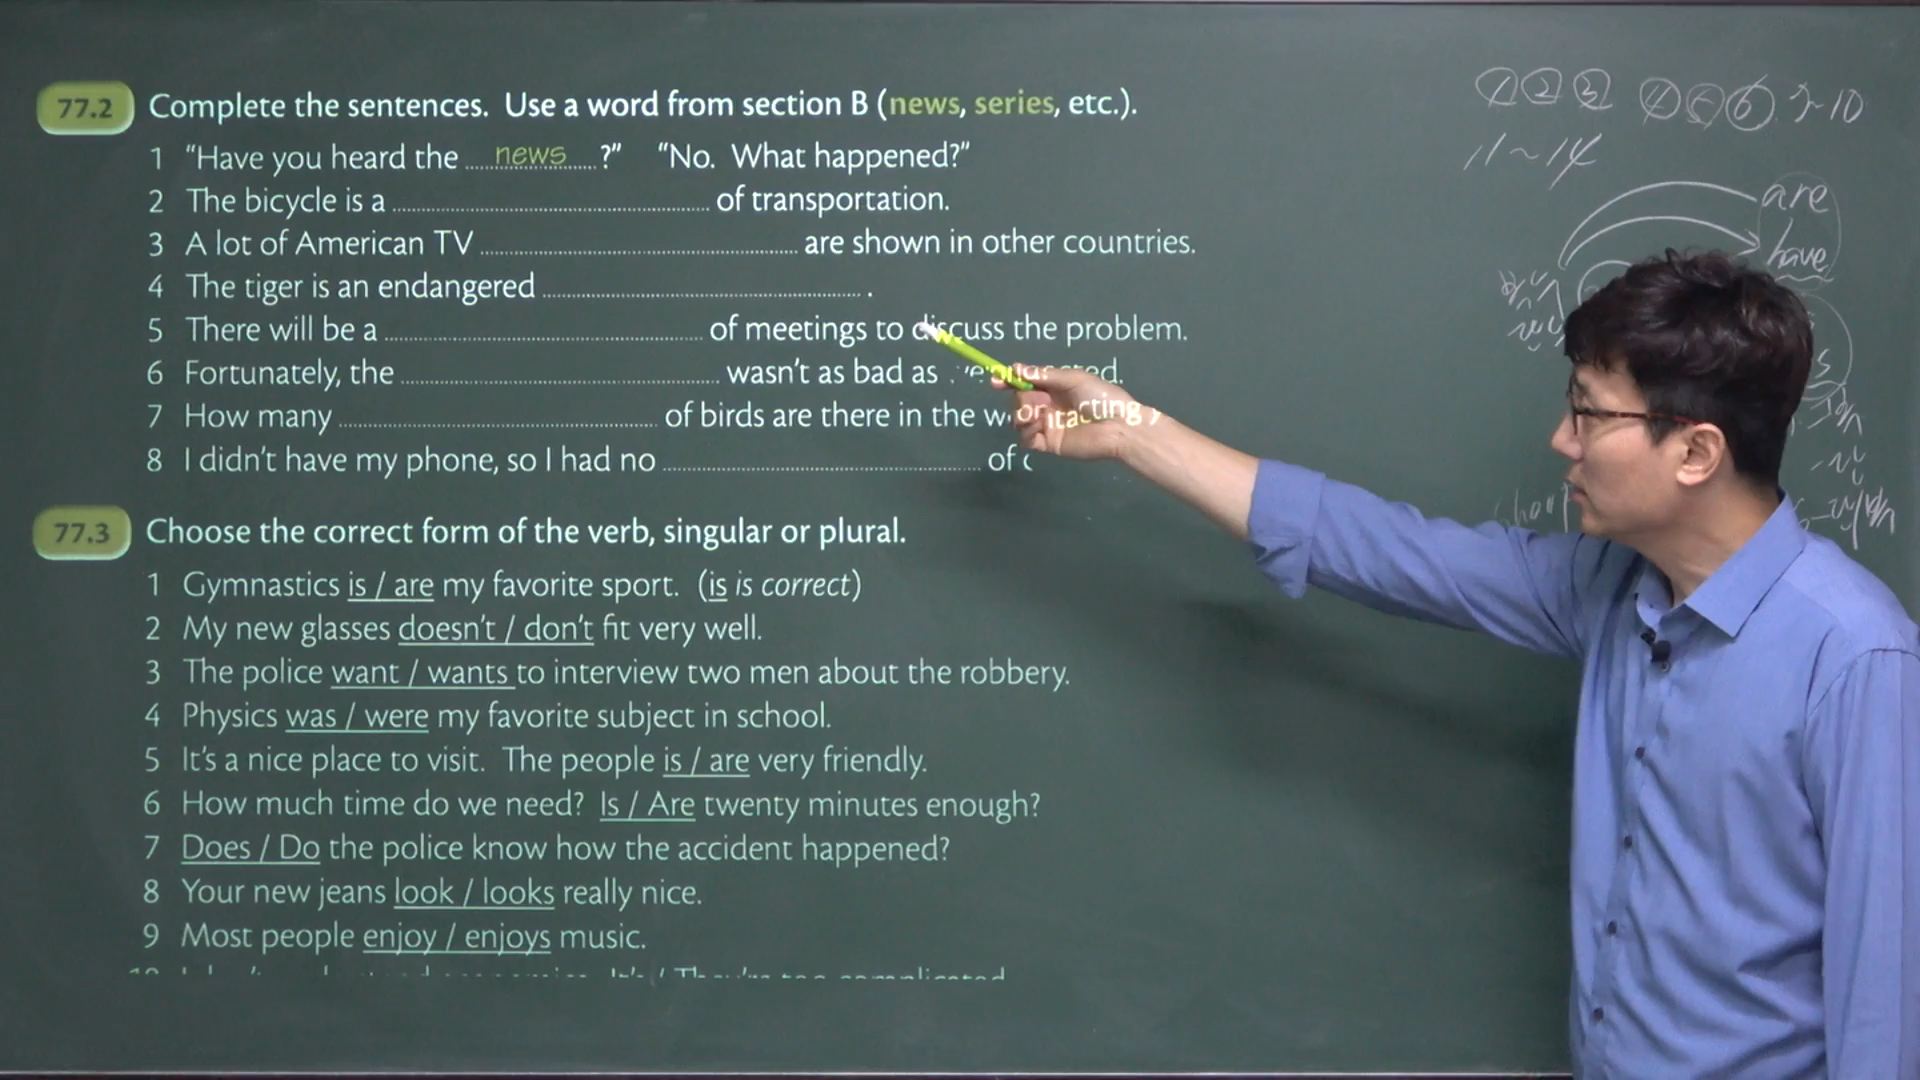 77.2 Complete the sentences. Use a word from section B (news, series, etc.).
1 “Have you heard the news ?” “No. What happened?”
2 The bicycle is a of transportation.
3 A lot of American TV are shown in other countries.
4 The tiger is an endangered .
5 There will be a of meetings to discuss the problem.
6 Fortunately, the wasn't as bad as
7 How many of birds are there in the
8 I didn't have my phone, so I had no of
77.3 Choose the correct form of the verb, singular or plural.
1 Gymnastics is / are my favorite sport. (is is correct)
2 My new glasses doesn't / don't fit very well.
3 The police want / wants to interview two men about the robbery.
4 Physics was / were my favorite subject in school.
5 It's a nice place to visit. The people is / are very friendly.
6 How much time do we need? Is / Are twenty minutes enough?
7 Does / Do the police know how the accident happened?
8 Your new jeans look / looks really nice.
9 Most people enjoy / enjoys music.
① ② ③ ④ ⑤ ⑥ 7~10
11~14
are
have